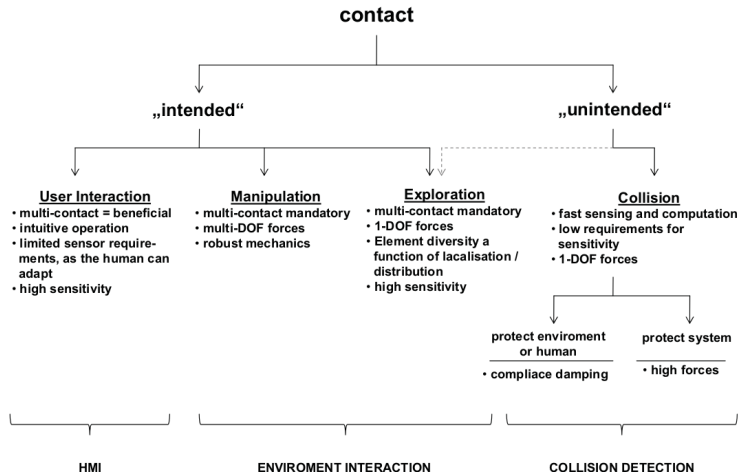 contact
„intended“
„unintended“
User Interaction
• multi-contact = beneficial
• intuitive operation
• limited sensor require-
ments, as the human can
adapt
• high sensitivity
Manipulation
• multi-contact mandatory
• multi-DOF forces
• robust mechanics
Exploration
• multi-contact mandatory
• 1-DOF forces
• Element diversity a
function of lacalisation /
distribution
• high sensitivity
Collision
• fast sensing and computation
• low requirements for
sensitivity
• 1-DOF forces
protect enviroment
or human
• compliace damping
protect system
• high forces
HMI
ENVIROMENT INTERACTION
COLLISION DETECTION